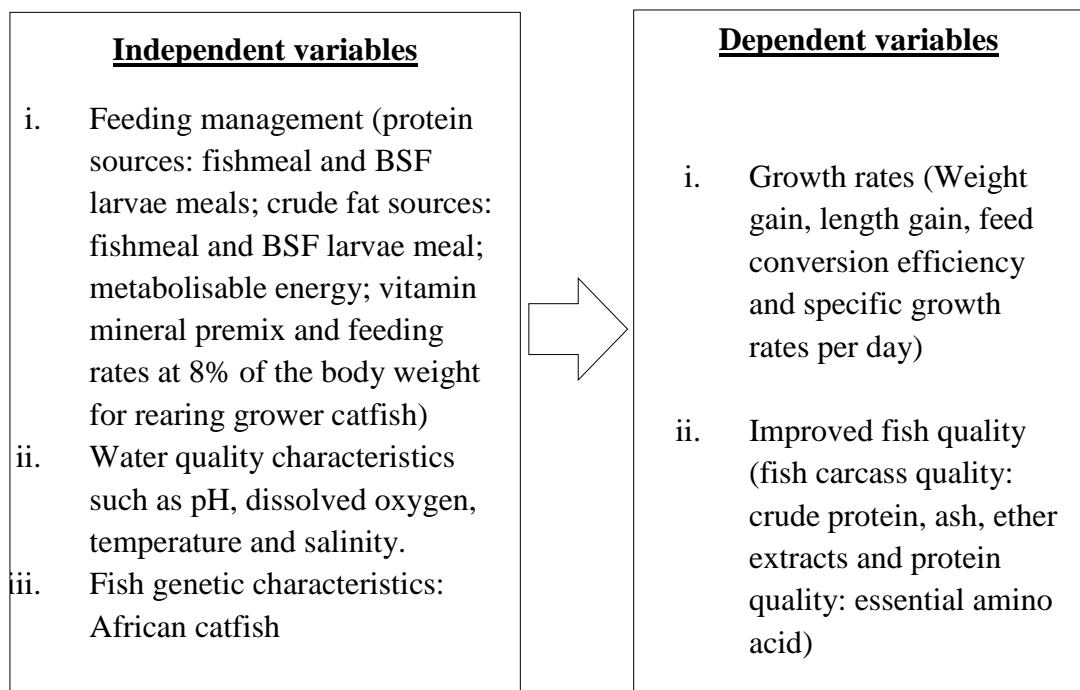 Independent variables
i. Feeding management (protein
sources: fishmeal and BSF
larvae meals; crude fat sources:
fishmeal and BSF larvae meal;
metabolisable energy; vitamin
mineral premix and feeding
rates at 8% of the body weight
for rearing grower catfish)
ii. Water quality characteristics
such as pH, dissolved oxygen,
temperature and salinity.
iii. Fish genetic characteristics:
African catfish
Dependent variables
i. Growth rates (Weight
gain, length gain, feed
conversion efficiency
and specific growth
rates per day)
ii. Improved fish quality
(fish carcass quality:
crude protein, ash, ether
extracts and protein
quality: essential amino
acid)